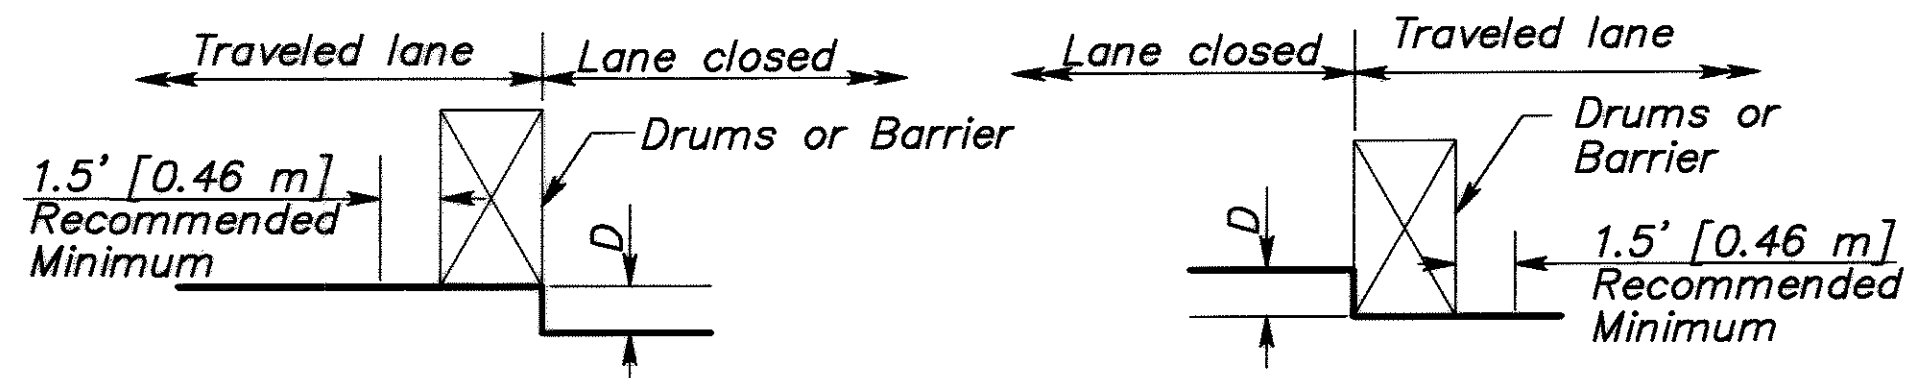 Traveled lane
Lane closed
Drums or Barrier
1.5' [0.46 m]
Recommended
Minimum
D
Lane closed
Traveled lane
Drums or
Barrier
D
1.5' [0.46 m]
Recommended
Minimum